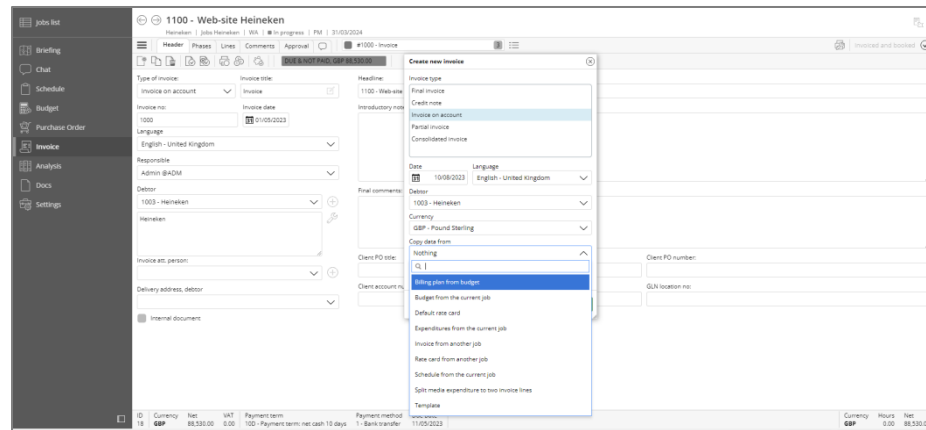 Jobs list
1100 - Web-site Heineken
Heineken | Jobs Heineken | WA | In progress | PM | 31/03/2024
Header Phases Lines Comments Approval #1000 - Invoice Invoiced and booked
Briefing
Chat
Schedule
Budget
Purchase Order
Invoice
Analysis
Docs
Settings
DUE & NOT PAID, GBP 88,530.00
Type of invoice: Invoice title: Headline:
Invoice on account Invoice 1100 - Web-site
Invoice no: Invoice date Introductory note
1000 01/05/2023
Language
English - United Kingdom
Responsible
Admin @ADM
Debtor Final comments:
1003 - Heineken
Heineken
Invoice att. person: Client PO title: Client PO number:
Delivery address, debtor Client account nu GLN location no:
Internal document
Create new invoice
Invoice type
Final invoice
Credit note
Invoice on account
Partial invoice
Consolidated invoice
Date Language
10/08/2023 English - United Kingdom
Debtor
1003 - Heineken
Currency
GBP - Pound Sterling
Copy data from
Nothing
Billing plan from budget
Budget from the current job
Default rate card
Expenditures from the current job
Invoice from another job
Rate card from another job
Schedule from the current job
Split media expenditure to two invoice lines
Template
ID Currency Net VAT Payment term Payment method Due Date Currency Hours Net
18 GBP 88,530.00 0.00 10D - Payment term: net cash 10 days 1 - Bank transfer 11/05/2023 GBP 0.00 88,530.0